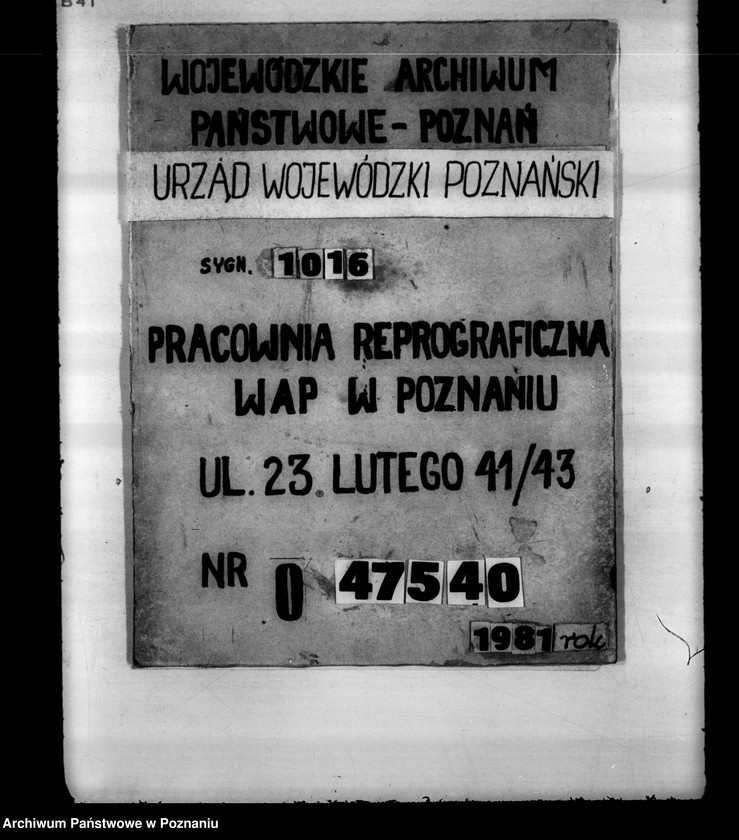 WOJEWÓDZKIE ARCHIWUM
PAŃSTWOWE - POZNAŃ
URZĄD WOJEWÓDZKI POZNAŃSKI
SYGN. 1016
PRACOWNIA REPROGRAFICZNA
WAP W POZNANIU
UL. 23. LUTEGO 41/43
NR 0 47540
1981 rok
Archiwum Państwowe w Poznaniu